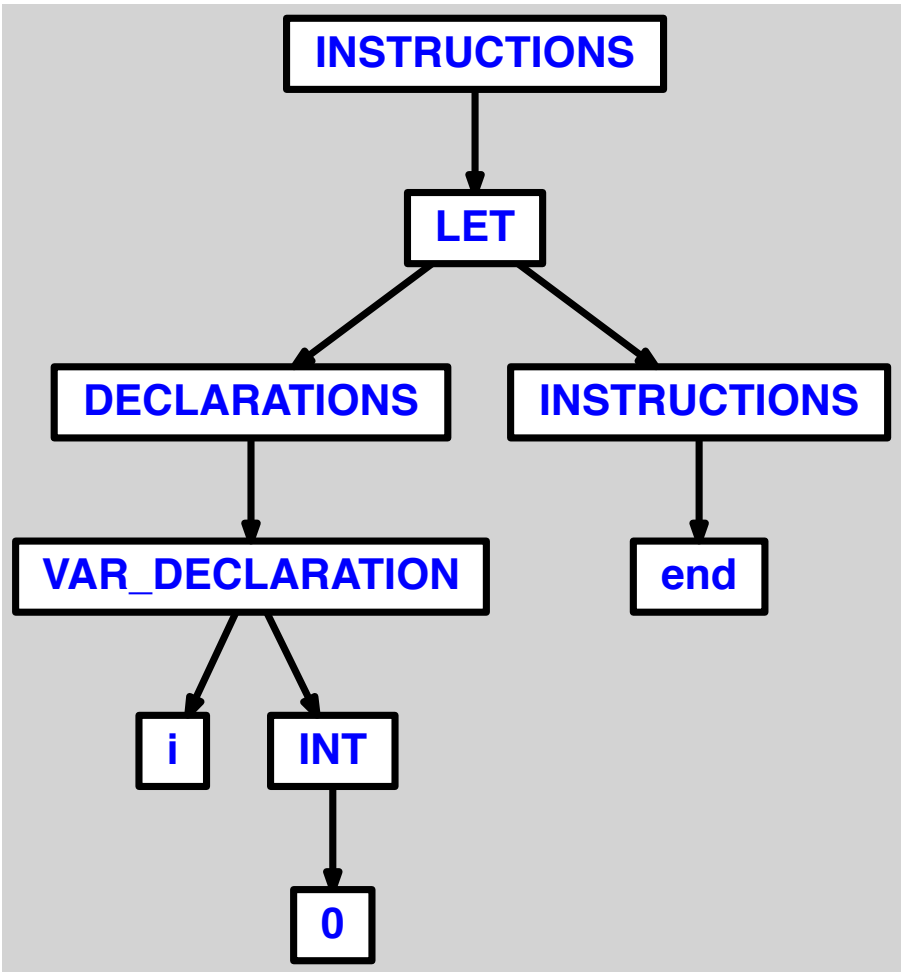 INSTRUCTIONS
LET
DECLARATIONS
INSTRUCTIONS
VAR_DECLARATION
end
i
INT
0